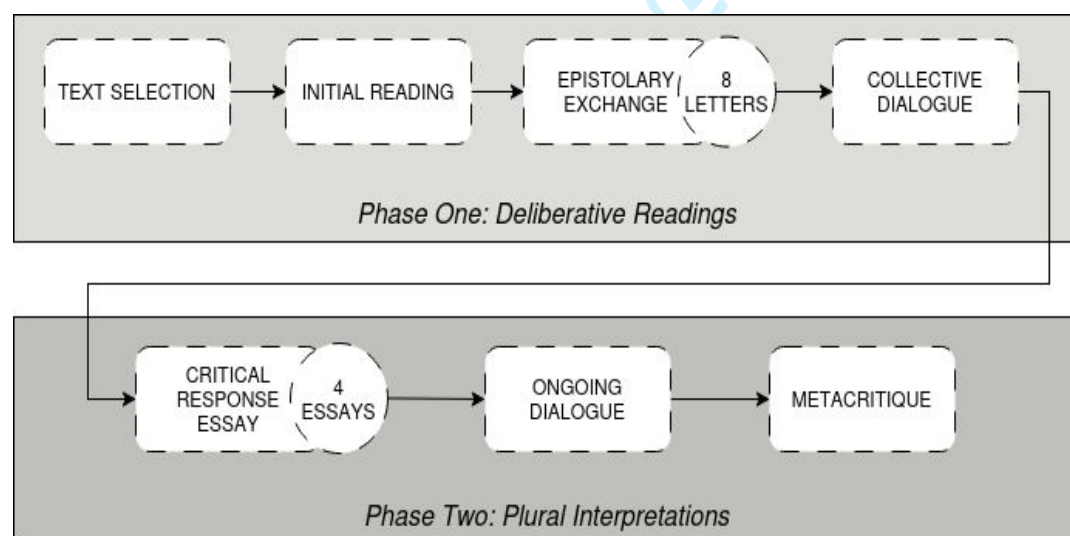 TEXT SELECTION
INITIAL READING
EPISTOLARY
EXCHANGE
8
LETTERS
COLLECTIVE
DIALOGUE
Phase One: Deliberative Readings
CRITICAL
RESPONSE
ESSAY
4
ESSAYS
ONGOING
DIALOGUE
METACRITIQUE
Phase Two: Plural Interpretations